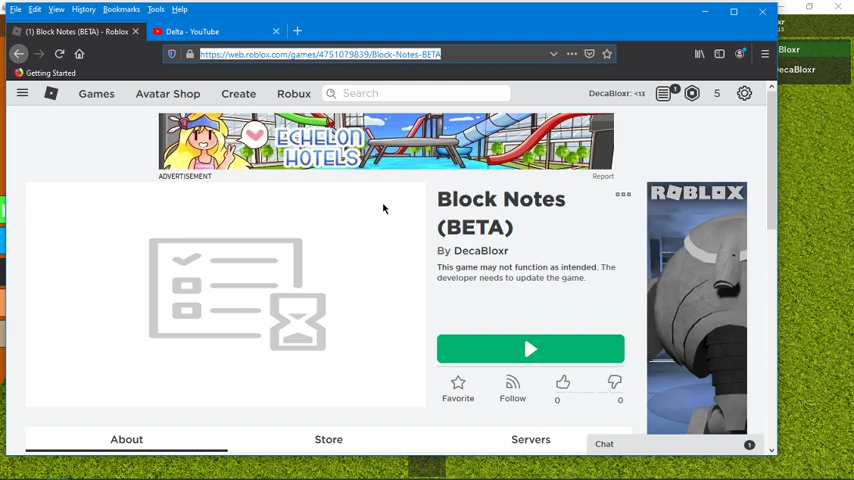 File Edit View History Bookmarks Tools Help
(1) Block Notes (BETA) - Roblox
Delta - YouTube
https://web.roblox.com/games/4751079839/Block-Notes-BETA
Getting Started
Games Avatar Shop Create Robux Search DecaBloxr: <13 1 5
ECHELON
HOTELS
ADVERTISEMENT Report
Block Notes
(BETA)
By DecaBloxr
This game may not function as intended. The
developer needs to update the game.
Favorite Follow 0 0
ROBLOX
About Store Servers
Chat 1
Bloxr
DecaBloxr